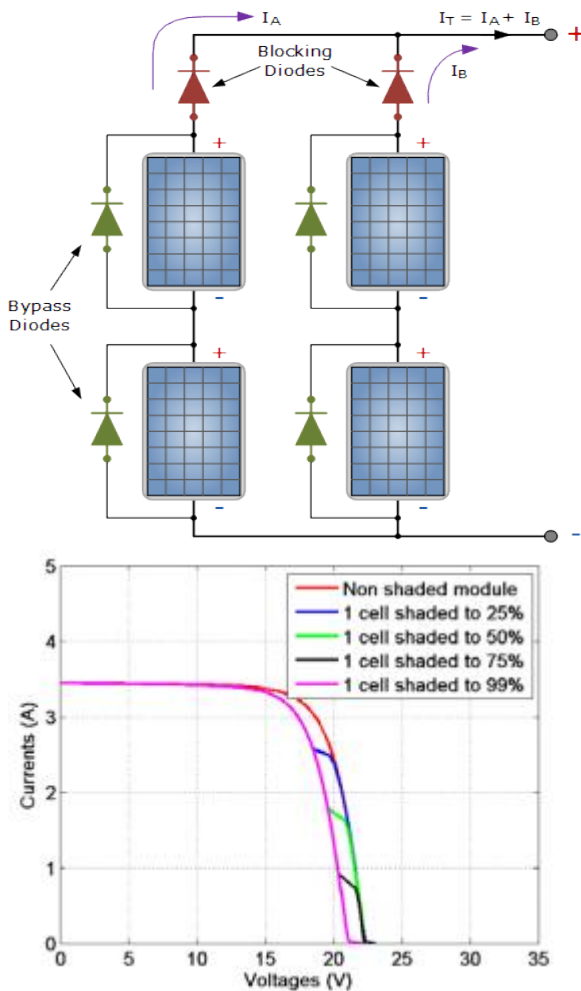 I_A
I_T = I_A + I_B
+
Blocking
Diodes
I_B
+
+
-
-
Bypass
Diodes
+
+
-
-
-
5
4
3
2
1
0
Currents (A)
Non shaded module
1 cell shaded to 25%
1 cell shaded to 50%
1 cell shaded to 75%
1 cell shaded to 99%
0 5 10 15 20 25 30 35
Voltages (V)